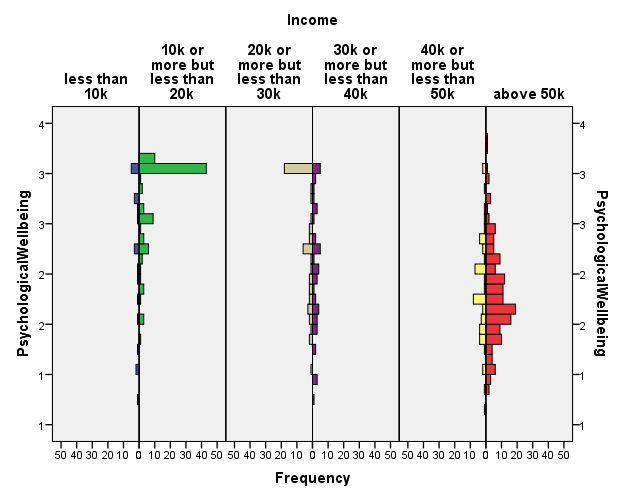 Income
less than
10k
10k or
more but
less than
20k
20k or
more but
less than
30k
30k or
more but
less than
40k
40k or
more but
less than
50k
above 50k
PsychologicalWellbeing
4
3
3
2
2
1
1
4
3
3
2
2
1
1
PsychologicalWellbeing
50 40 30 20 10 0 10 20 30 40 50
50 40 30 20 10 0 10 20 30 40 50
50 40 30 20 10 0 10 20 30 40 50
Frequency